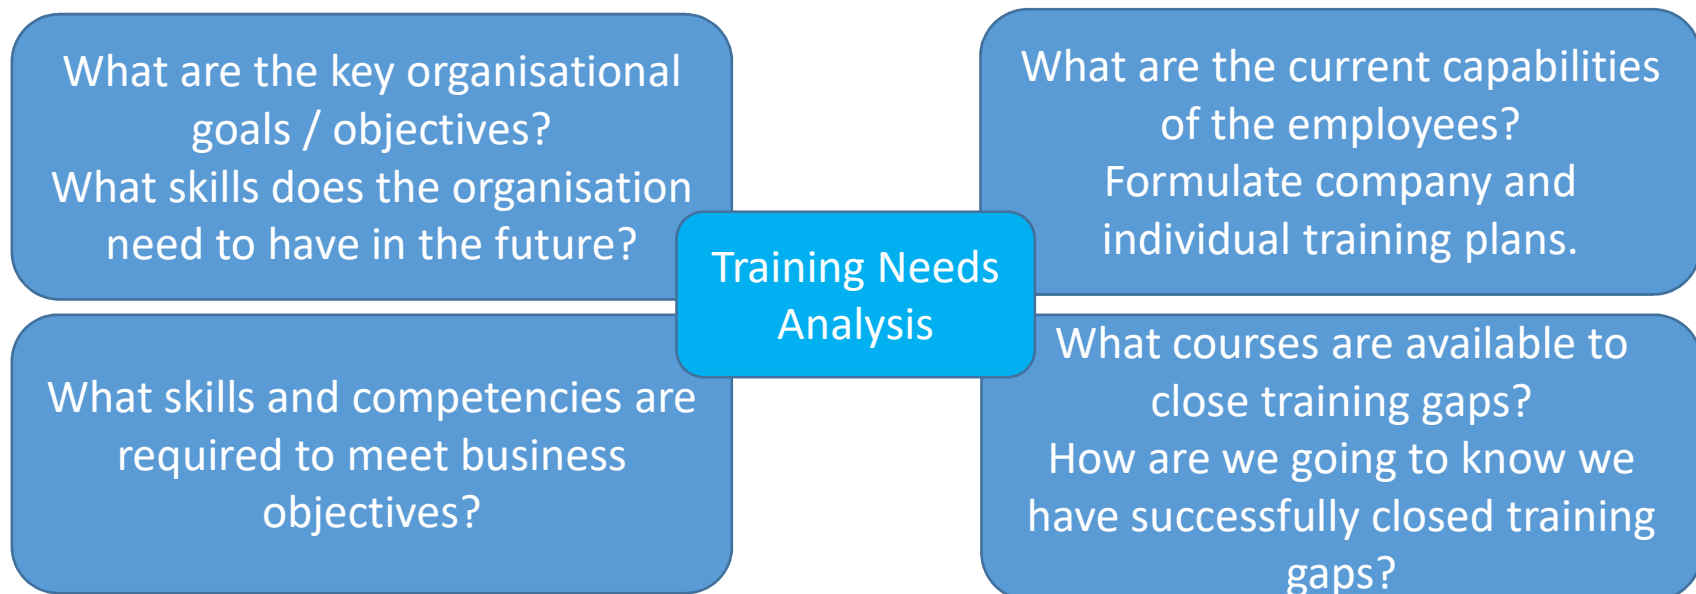 What are the key organisational
goals / objectives?
What skills does the organisation
need to have in the future?
What are the current capabilities
of the employees?
Formulate company and
individual training plans.
Training Needs
Analysis
What skills and competencies are
required to meet business
objectives?
What courses are available to
close training gaps?
How are we going to know we
have successfully closed training
gaps?